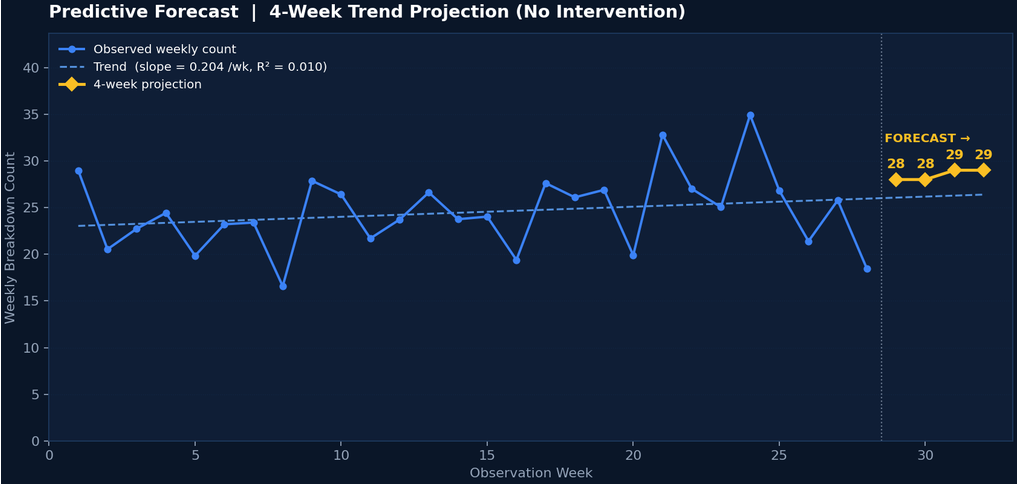 Predictive Forecast | 4-Week Trend Projection (No Intervention)
Observed weekly count
Trend (slope = 0.204 /wk, R² = 0.010)
4-week projection
FORECAST →
28 28 29 29
Weekly Breakdown Count
40
35
30
25
20
15
10
5
0
0 5 10 15 20 25 30
Observation Week